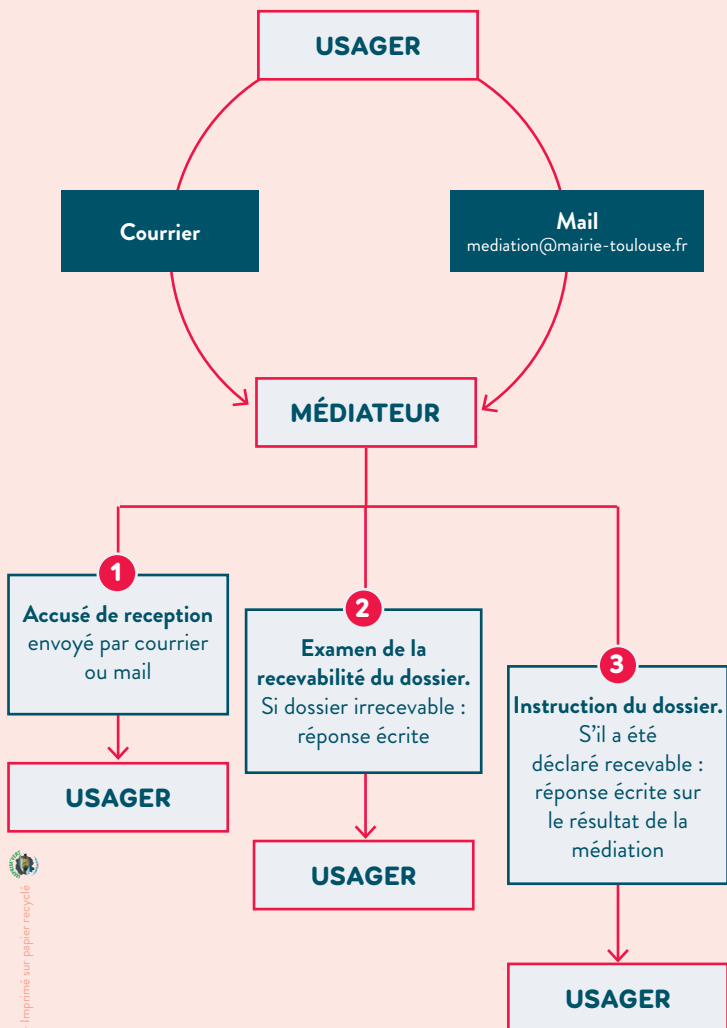 USAGER
Courrier
Mail
mediation@mairie-toulouse.fr
MÉDIATEUR
1
Accusé de reception
envoyé par courrier
ou mail
USAGER
2
Examen de la
recevabilité du dossier.
Si dossier irrecevable :
réponse écrite
USAGER
3
Instruction du dossier.
S'il a été
déclaré recevable :
réponse écrite sur
le résultat de la
médiation
USAGER
Imprimé sur papier recyclé